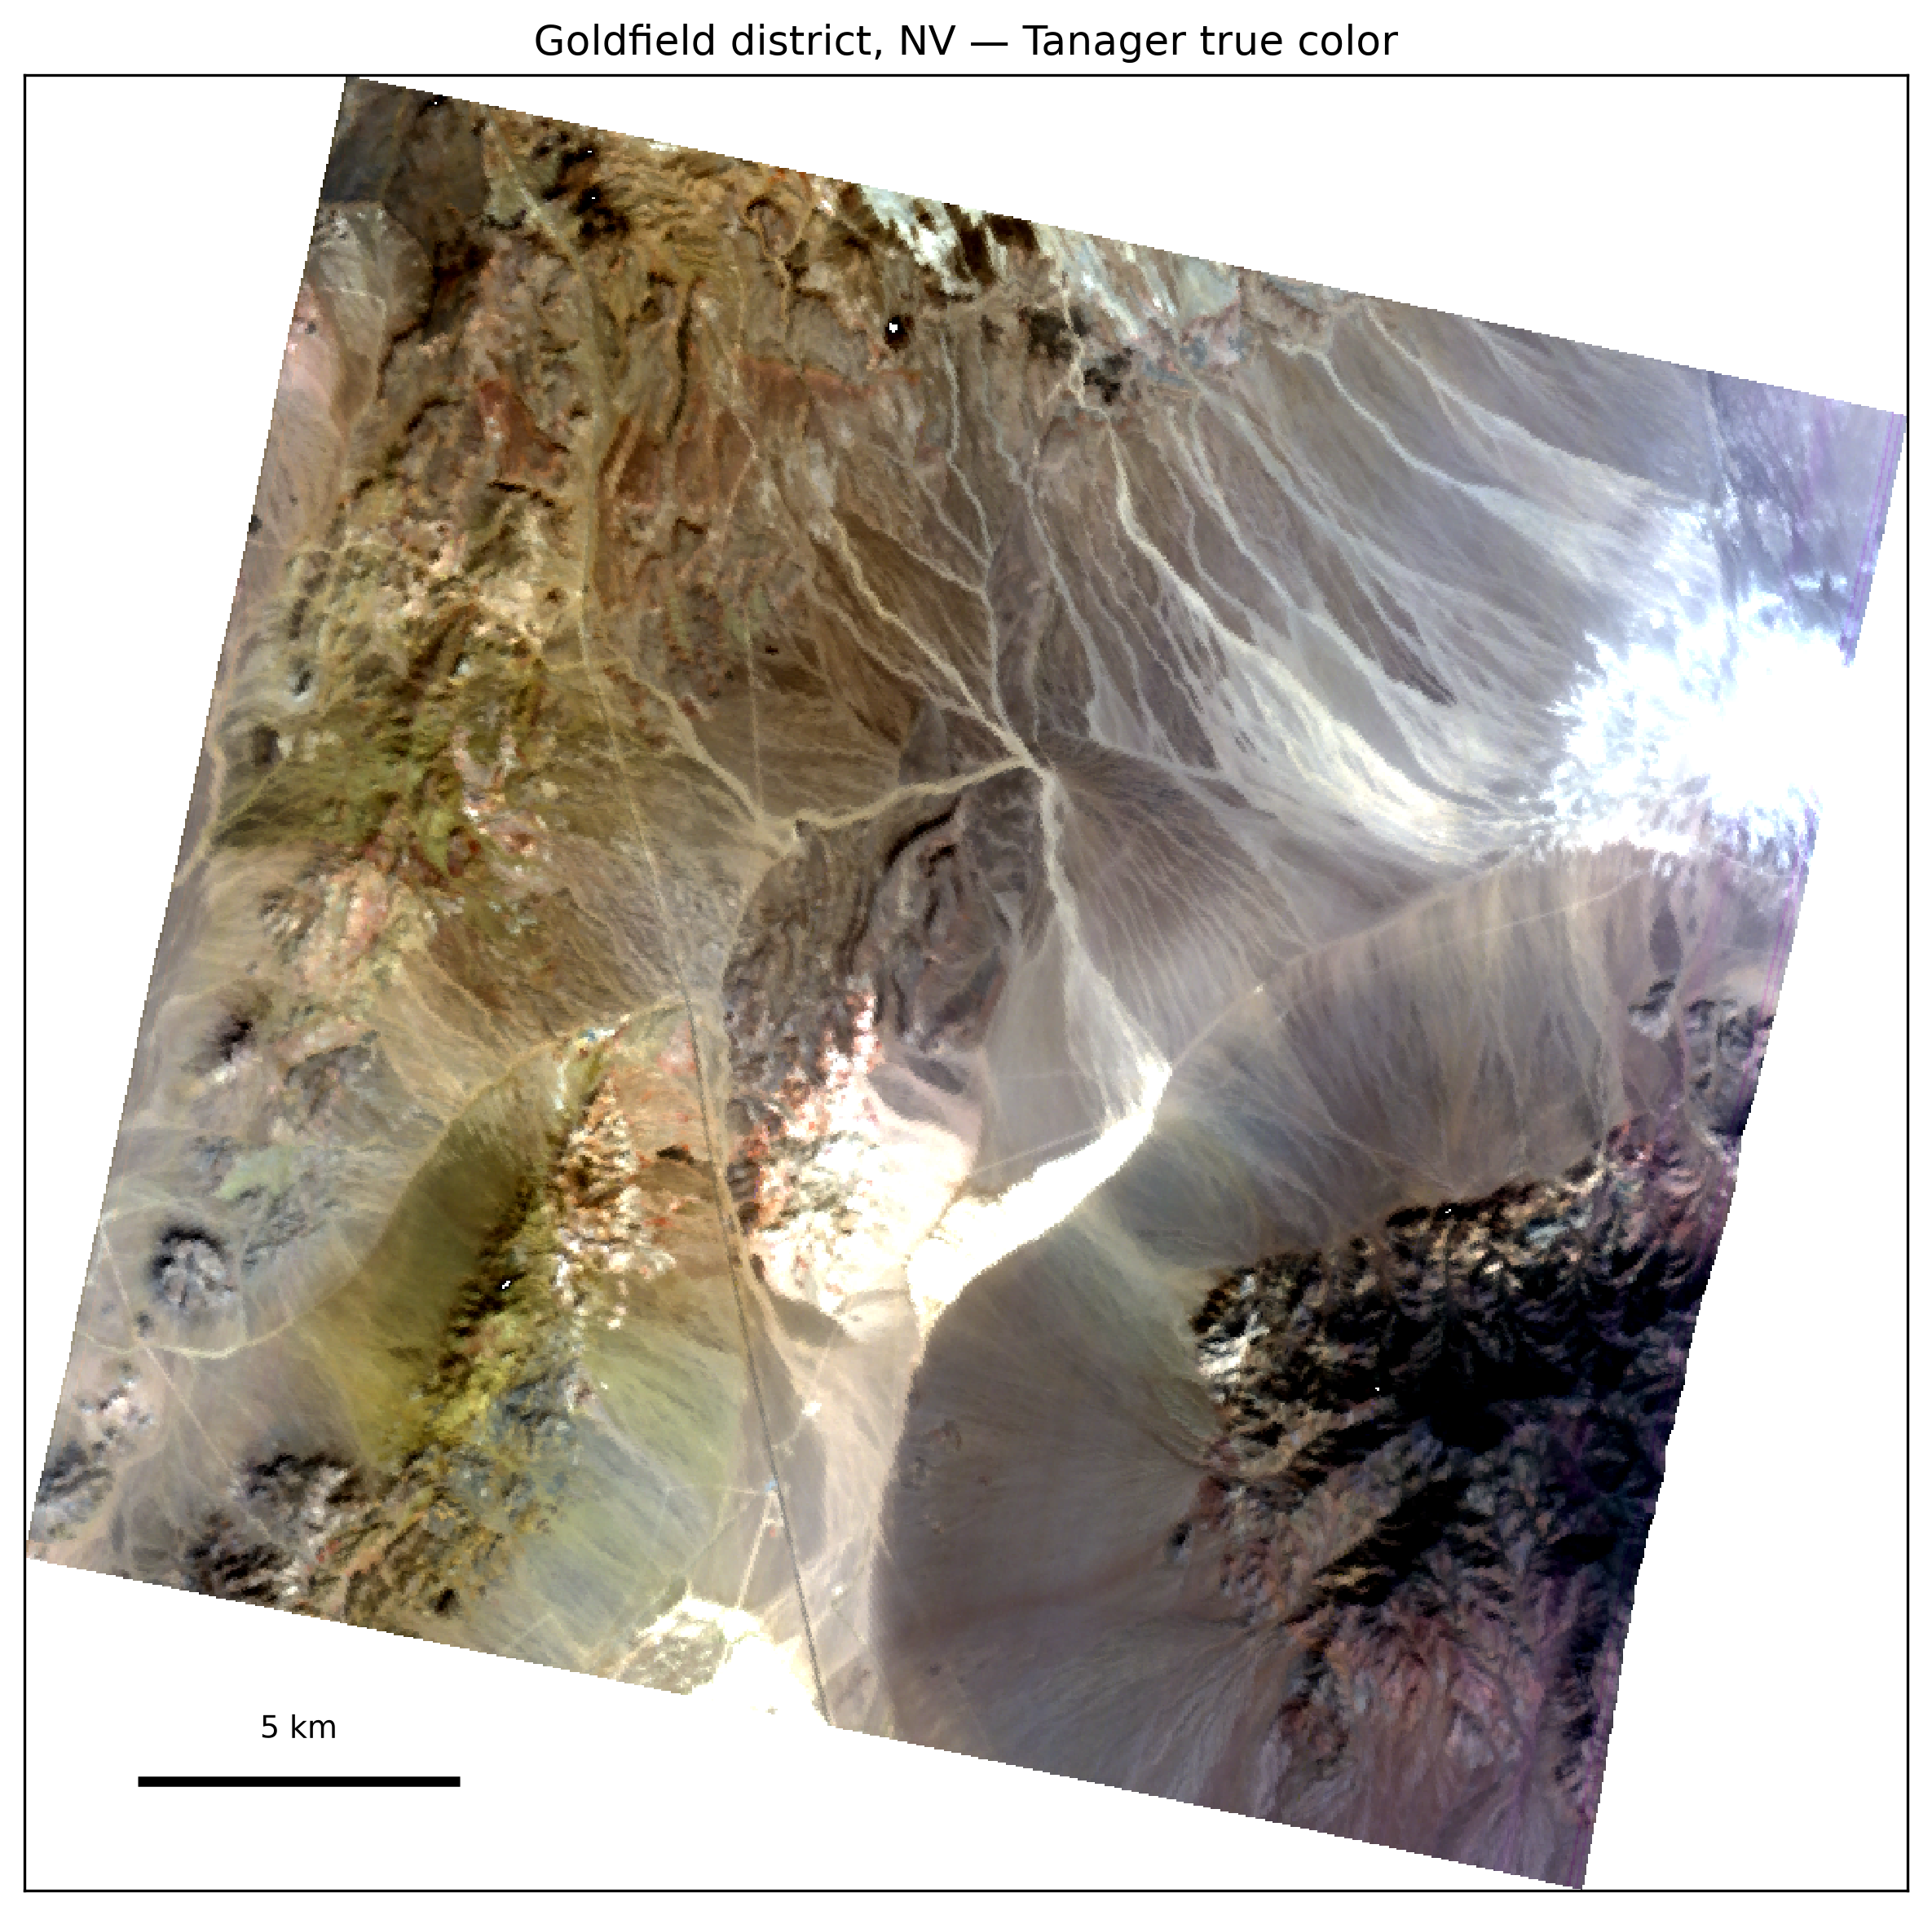 Goldfield district, NV — Tanager true color
5 km